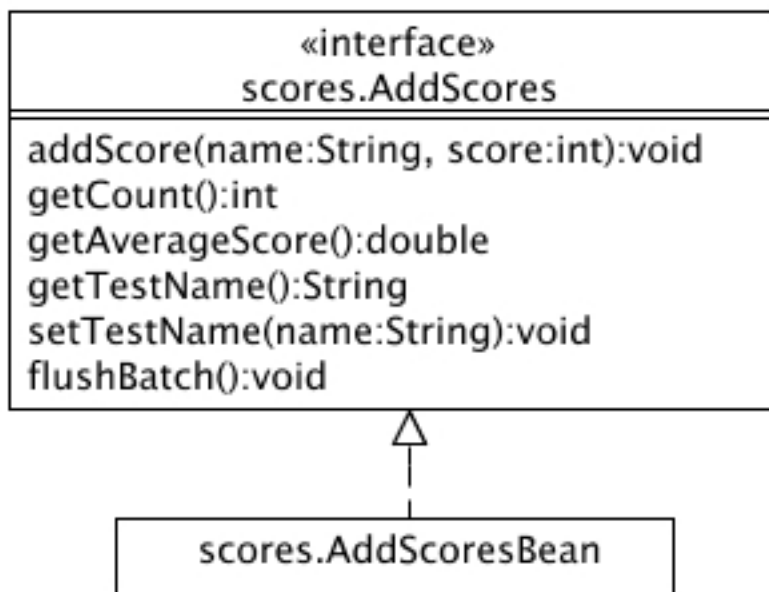 «interface»
scores.AddScores
addScore(name:String, score:int):void
getCount():int
getAverageScore():double
getTestName():String
setTestName(name:String):void
flushBatch():void
scores.AddScoresBean